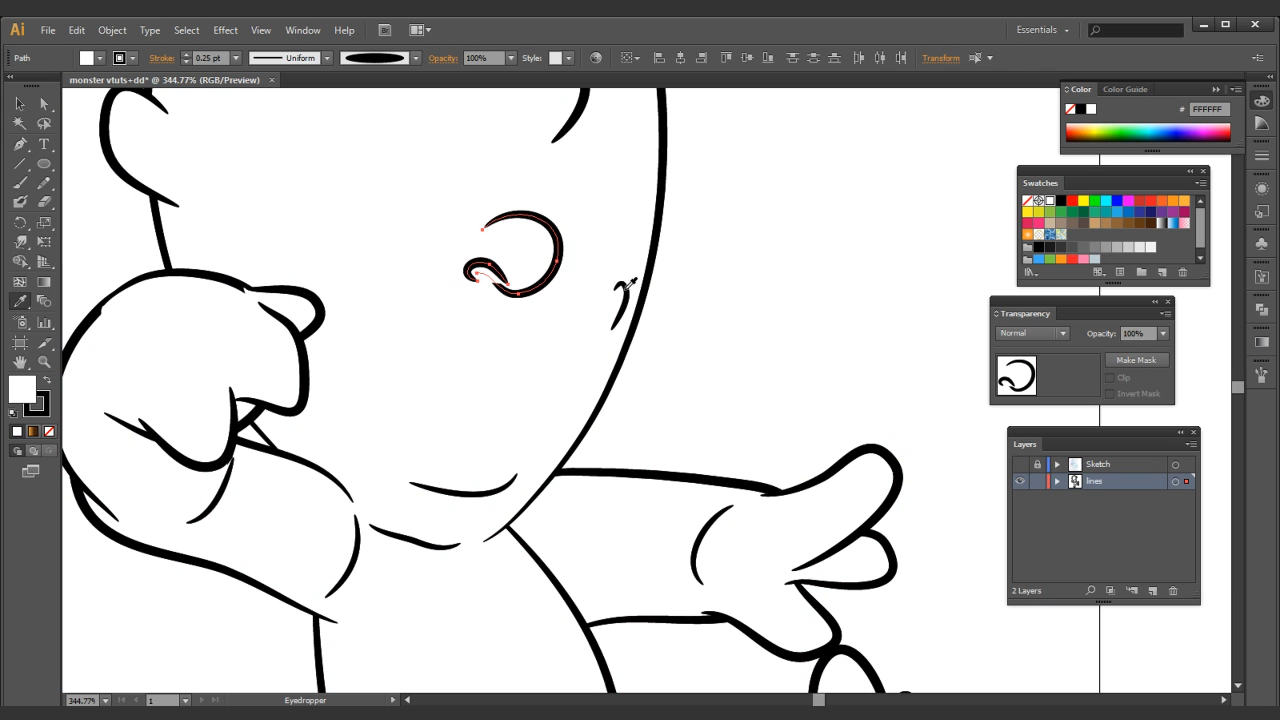 Ai File Edit Object Type Select Effect View Window Help Essentials
Path Stroke: 0.25 pt Uniform Opacity: 100% Style: Transform
monster vtuts+dd* @ 344.77% (RGB/Preview)
Color Color Guide
# FFFFFF
Swatches
Transparency
Normal Opacity: 100%
Make Mask
Clip
Invert Mask
Layers
Sketch
lines
2 Layers
344.77% 1 Eyedropper